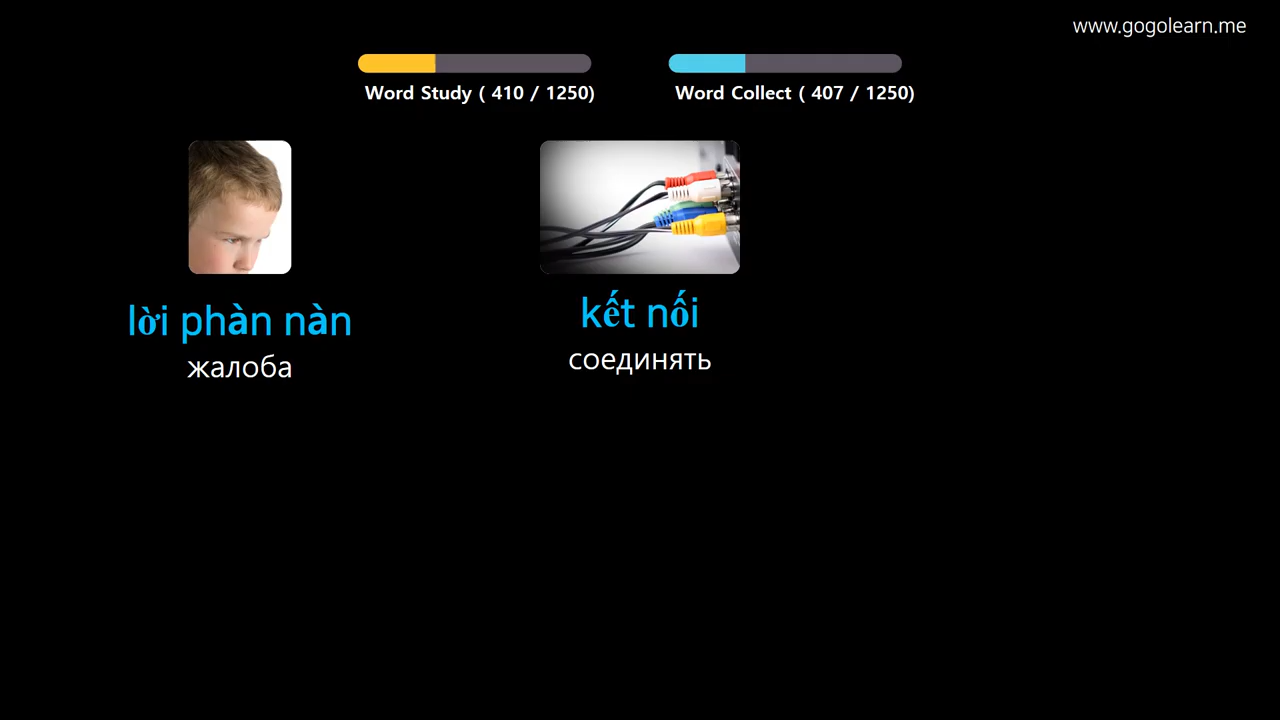 www.gogolearn.me
Word Study ( 410 / 1250)
Word Collect ( 407 / 1250)
lời phàn nàn
жалоба
kết nối
соединять